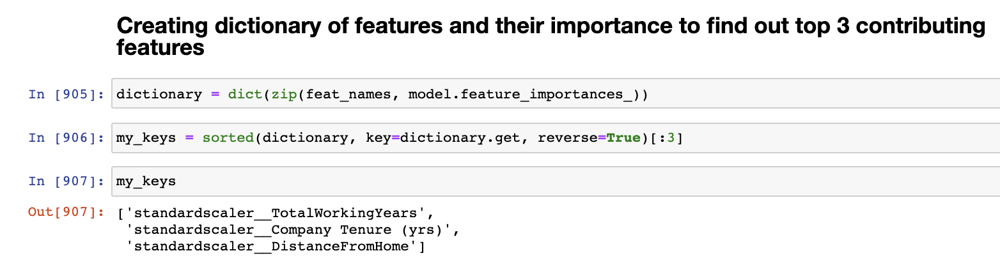 Creating dictionary of features and their importance to find out top 3 contributing
features
In [905]: dictionary = dict(zip(feat_names, model.feature_importances_))
In [906]: my_keys = sorted(dictionary, key=dictionary.get, reverse=True)[:3]
In [907]: my_keys
Out[907]: ['standardscaler__TotalWorkingYears',
'standardscaler__Company Tenure (yrs)',
'standardscaler__DistanceFromHome']